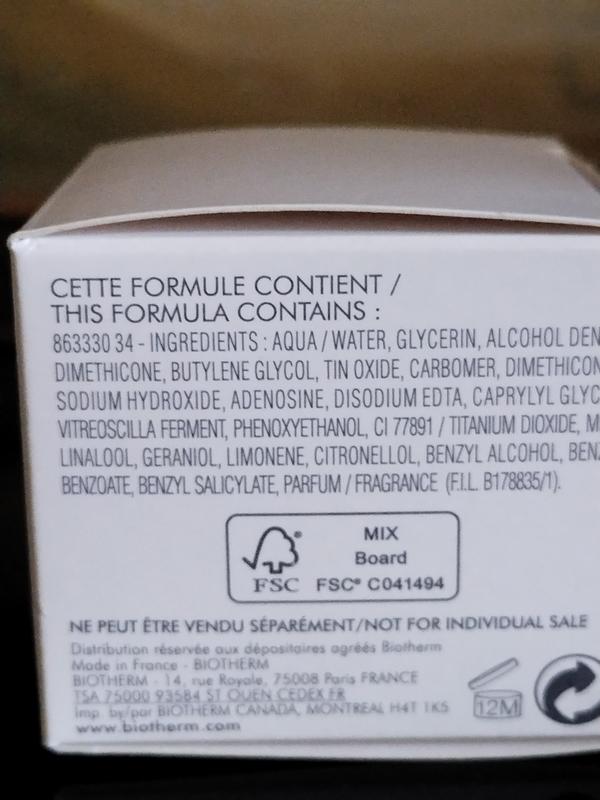 CETTE FORMULE CONTIENT /
THIS FORMULA CONTAINS :
863330 34 - INGREDIENTS : AQUA / WATER, GLYCERIN, ALCOHOL DEN
DIMETHICONE, BUTYLENE GLYCOL, TIN OXIDE, CARBOMER, DIMETHICON
SODIUM HYDROXIDE, ADENOSINE, DISODIUM EDTA, CAPRYLYL GLYC
VITREOSCILLA FERMENT, PHENOXYETHANOL, CI 77891 / TITANIUM DIOXIDE, M
LINALOOL, GERANIOL, LIMONENE, CITRONELLOL, BENZYL ALCOHOL, BENZ
BENZOATE, BENZYL SALICYLATE, PARFUM / FRAGRANCE (F.I.L. B178835/1).
MIX
Board
FSC FSC® C041494
NE PEUT ÊTRE VENDU SÉPARÉMENT/NOT FOR INDIVIDUAL SALE
Distribution réservée aux dépositaires agréés Biotherm
Made in France - BIOTHERM
BIOTHERM - 14, rue Royale, 75008 Paris FRANCE
TSA 75000 93584 ST OUEN CEDEX FR
Imp. by/par BIOTHERM CANADA, MONTREAL H4T 1K5
www.biotherm.com
12M